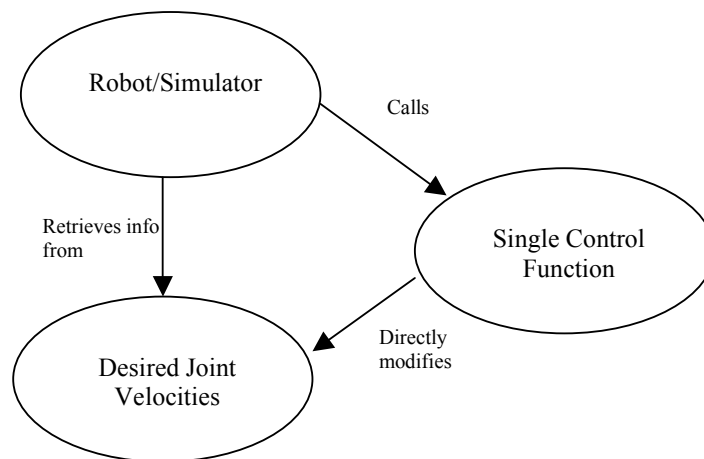 Robot/Simulator
Calls
Retrieves info
from
Single Control
Function
Directly
modifies
Desired Joint
Velocities